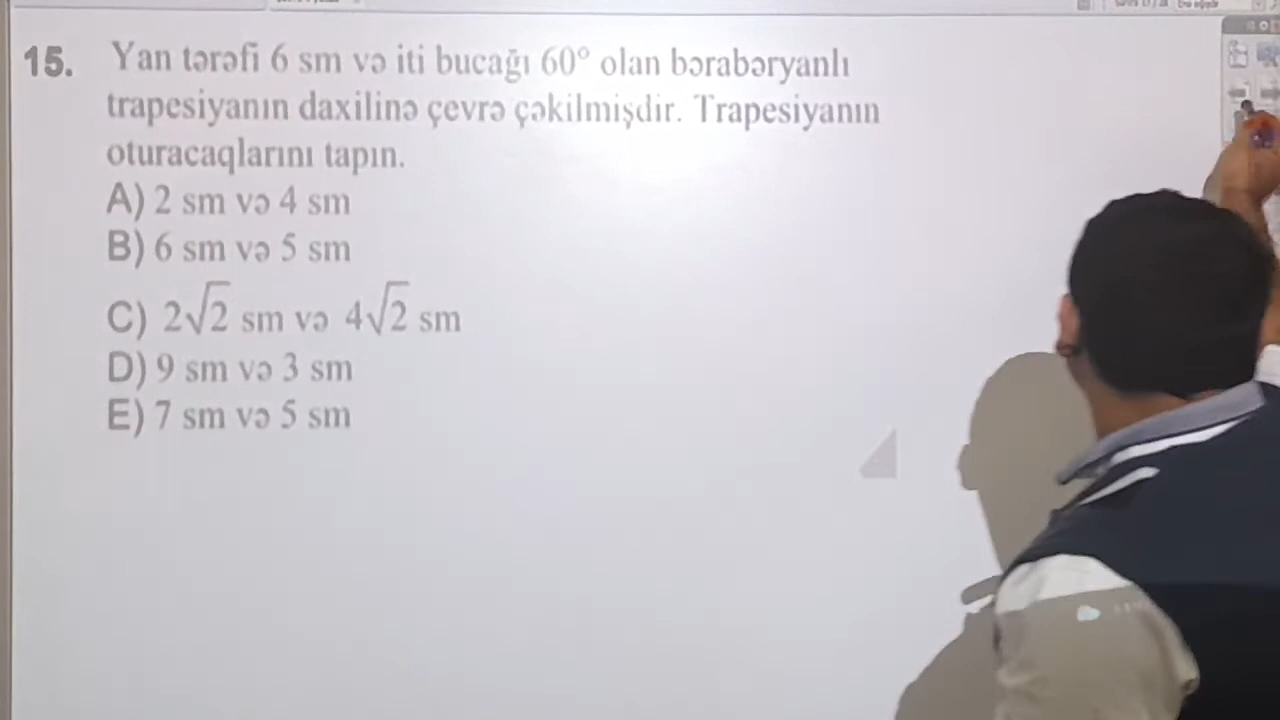 15. Yan tərəfi 6 sm və iti bucağı 60° olan bərabəryanlı
trapesiyanın daxilinə çevrə çəkilmişdir. Trapesiyanın
oturacaqlarını tapın.
A) 2 sm və 4 sm
B) 6 sm və 5 sm
C) 2√2 sm və 4√2 sm
D) 9 sm və 3 sm
E) 7 sm və 5 sm